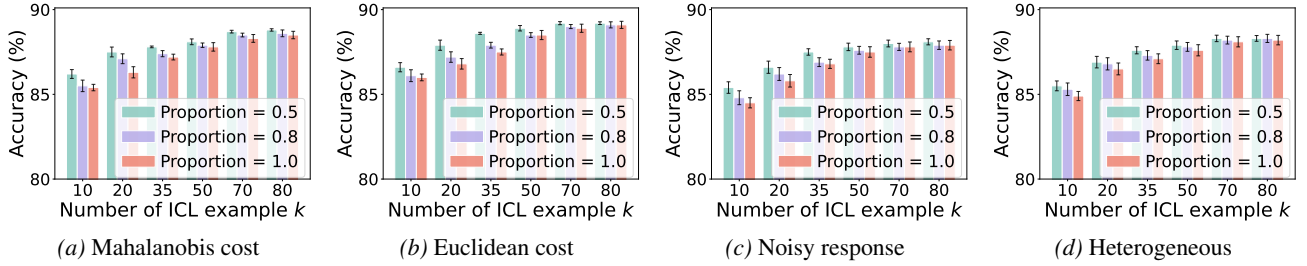 Accuracy (%)
90
85
80
Proportion = 0.5
Proportion = 0.8
Proportion = 1.0
10 20 35 50 70 80
Number of ICL example k
(a) Mahalanobis cost
Accuracy (%)
90
85
80
Proportion = 0.5
Proportion = 0.8
Proportion = 1.0
10 20 35 50 70 80
Number of ICL example k
(b) Euclidean cost
Accuracy (%)
90
85
80
Proportion = 0.5
Proportion = 0.8
Proportion = 1.0
10 20 35 50 70 80
Number of ICL example k
(c) Noisy response
Accuracy (%)
90
85
80
Proportion = 0.5
Proportion = 0.8
Proportion = 1.0
10 20 35 50 70 80
Number of ICL example k
(d) Heterogeneous